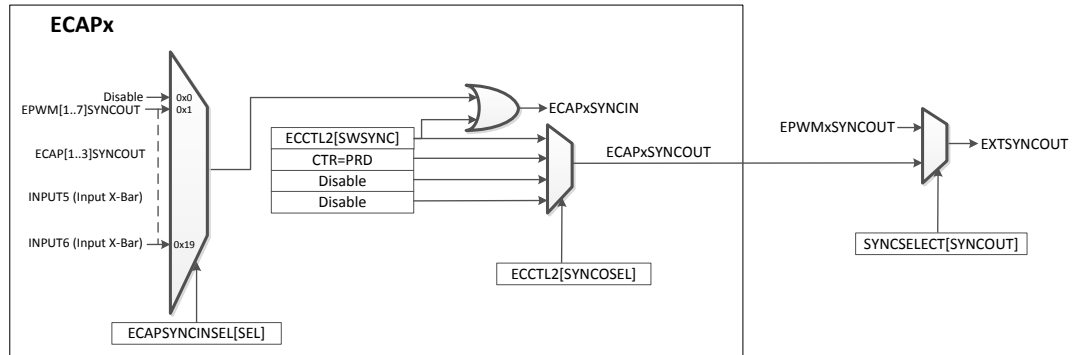 ECAPx
Disable
0x0
EPWM[1..7]SYNCOUT
0x1
ECAP[1..3]SYNCOUT
INPUT5 (Input X-Bar)
INPUT6 (Input X-Bar)
0x19
ECAPSYNCINSEL[SEL]
ECAPxSYNCIN
ECCTL2[SWSYNC]
CTR=PRD
Disable
Disable
ECAPxSYNCOUT
ECCTL2[SYNCOSEL]
EPWMxSYNCOUT
EXTSYNCOUT
SYNCSELECT[SYNCOUT]